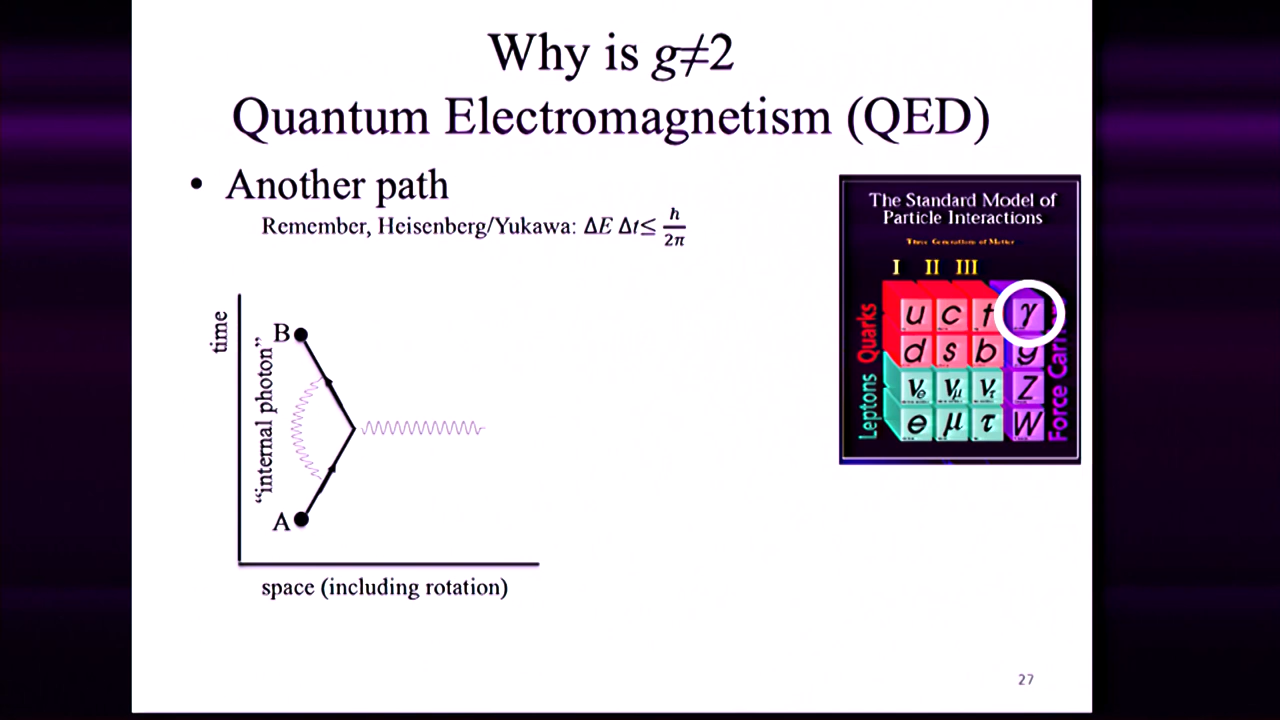 Why is g≠2
Quantum Electromagnetism (QED)
• Another path
Remember, Heisenberg/Yukawa: ΔE Δt≤ h/2π
time
"internal photon"
B
A
space (including rotation)
The Standard Model of
Particle Interactions
Three Generations of Matter
I II III
Quarks
Leptons
Force Carri
u c t γ
d s b g
νe νμ ντ Z
e μ τ W
27